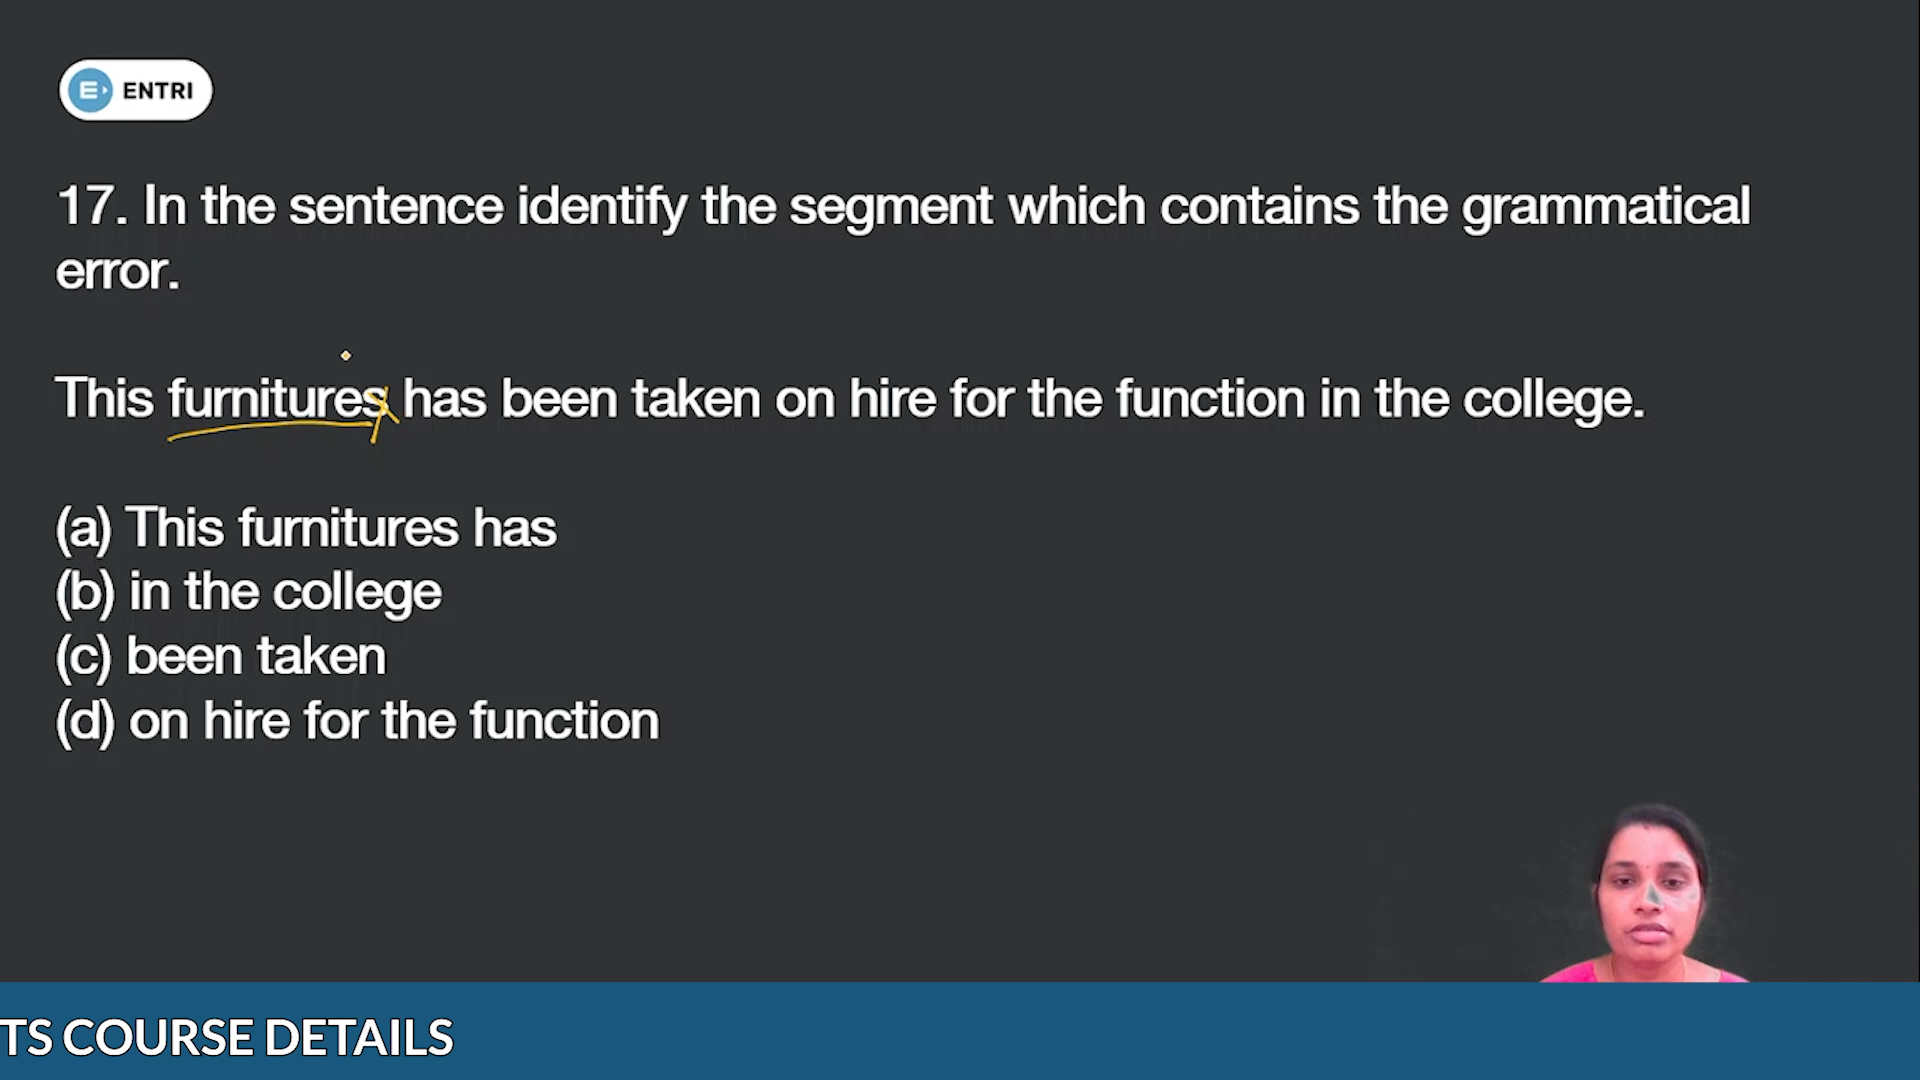 ENTRI
17. In the sentence identify the segment which contains the grammatical
error.
This furnitures has been taken on hire for the function in the college.
(a) This furnitures has
(b) in the college
(c) been taken
(d) on hire for the function
TS COURSE DETAILS